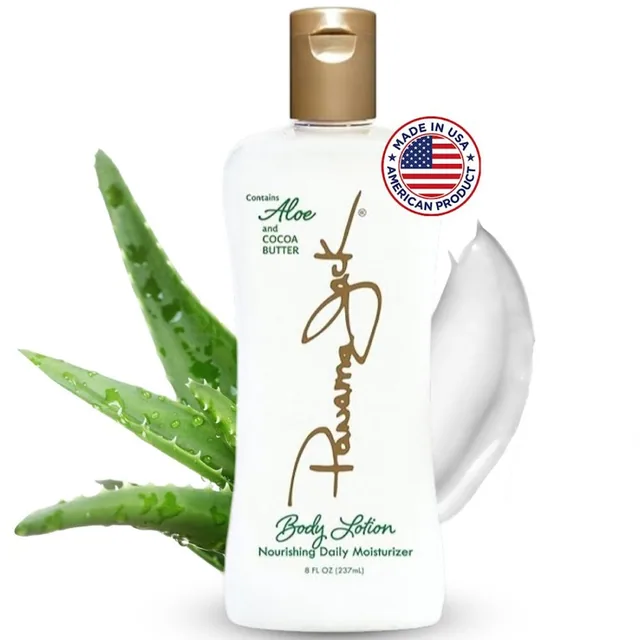 MADE IN USA
AMERICAN PRODUCT
Contains
Aloe
and
COCOA
BUTTER
Panama Jack®
Body Lotion
Nourishing Daily Moisturizer
8 FL OZ (237mL)